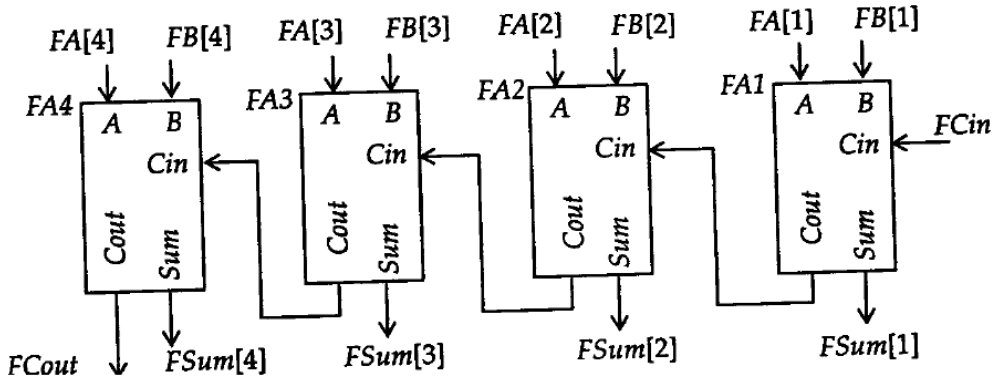 FA[4] FB[4] FA[3] FB[3] FA[2] FB[2] FA[1] FB[1]
FA4 FA3 FA2 FA1
A B A B A B A B
Cin Cin Cin Cin FCin
Cout Sum Cout Sum Cout Sum Cout Sum
FCout FSum[4] FSum[3] FSum[2] FSum[1]